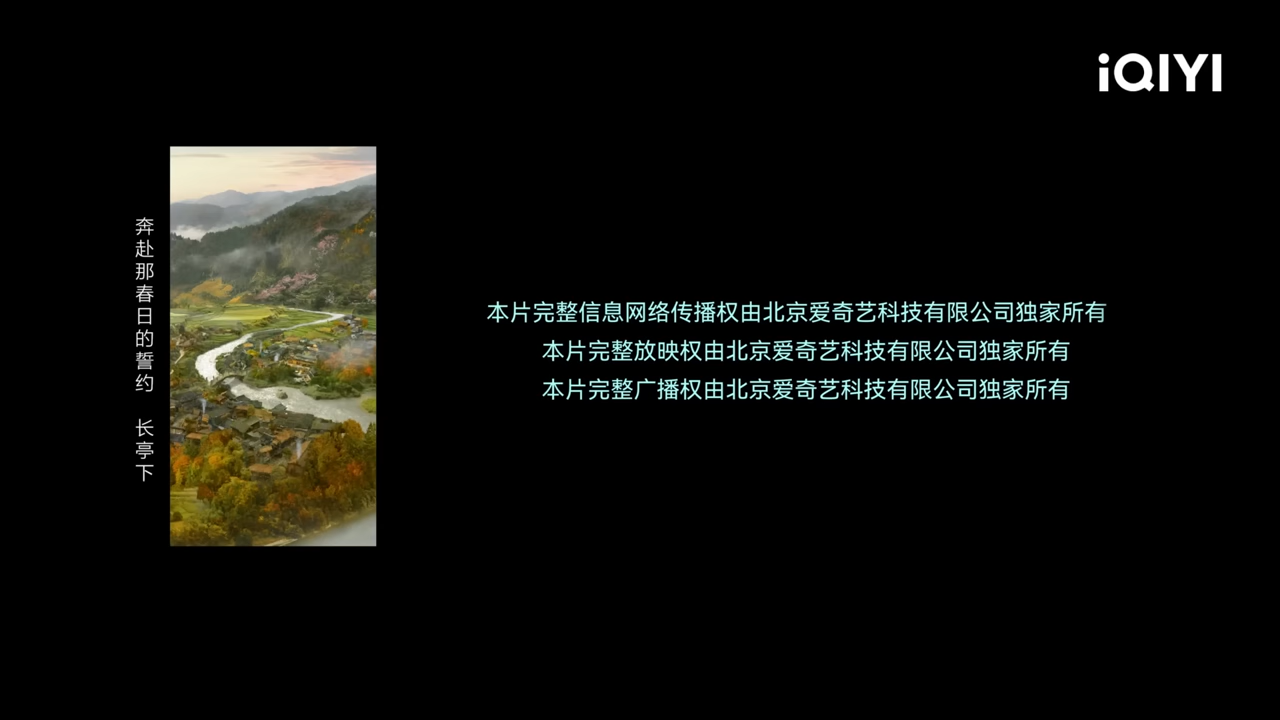 iQIYI
奔赴那春日的誓约 长亭下
本片完整信息网络传播权由北京爱奇艺科技有限公司独家所有
本片完整放映权由北京爱奇艺科技有限公司独家所有
本片完整广播权由北京爱奇艺科技有限公司独家所有